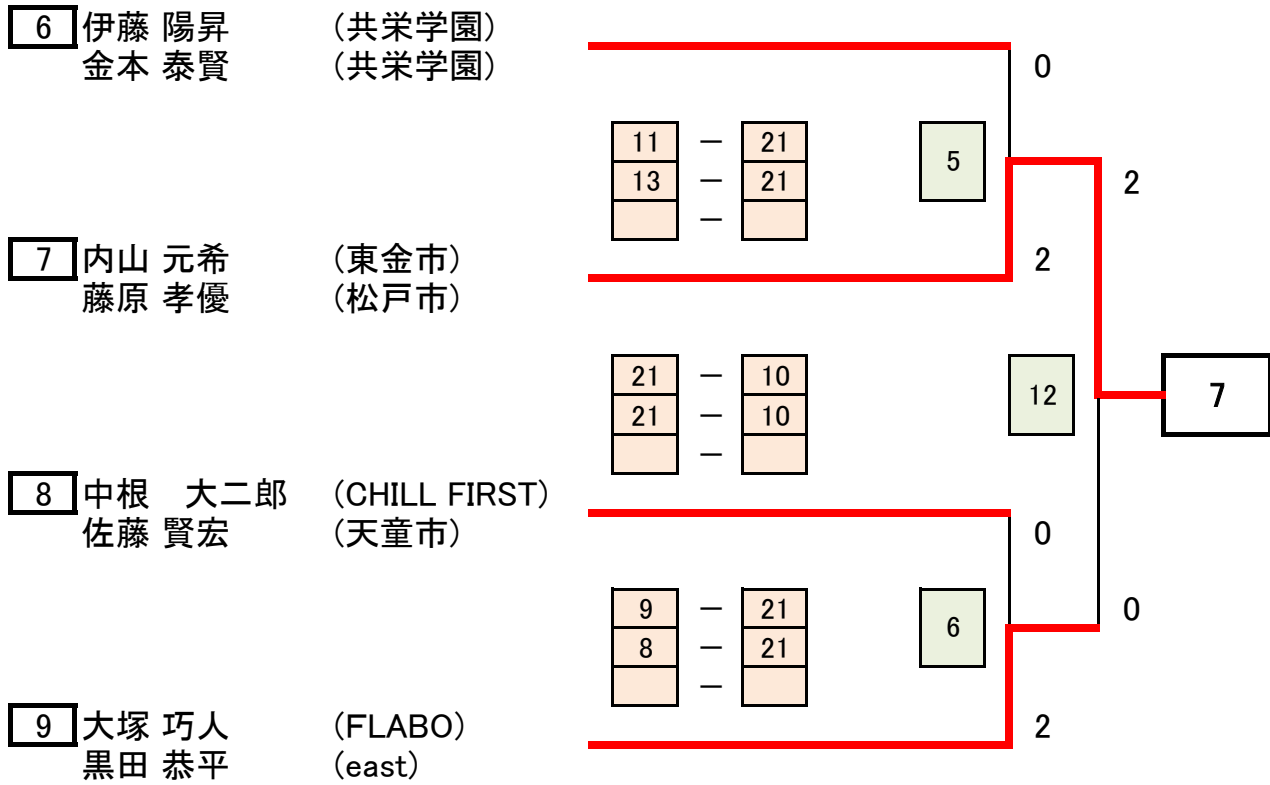 6 伊藤 陽昇 (共栄学園)
金本 泰賢 (共栄学園)
0
11 － 21
5
13 － 21
2
－
7 内山 元希 (東金市)
2
藤原 孝優 (松戸市)
21 － 10
12
7
21 － 10
－
8 中根　大二郎 (CHILL FIRST)
佐藤 賢宏 (天童市)
0
9 － 21
0
6
8 － 21
－
9 大塚 巧人 (FLABO)
2
黒田 恭平 (east)